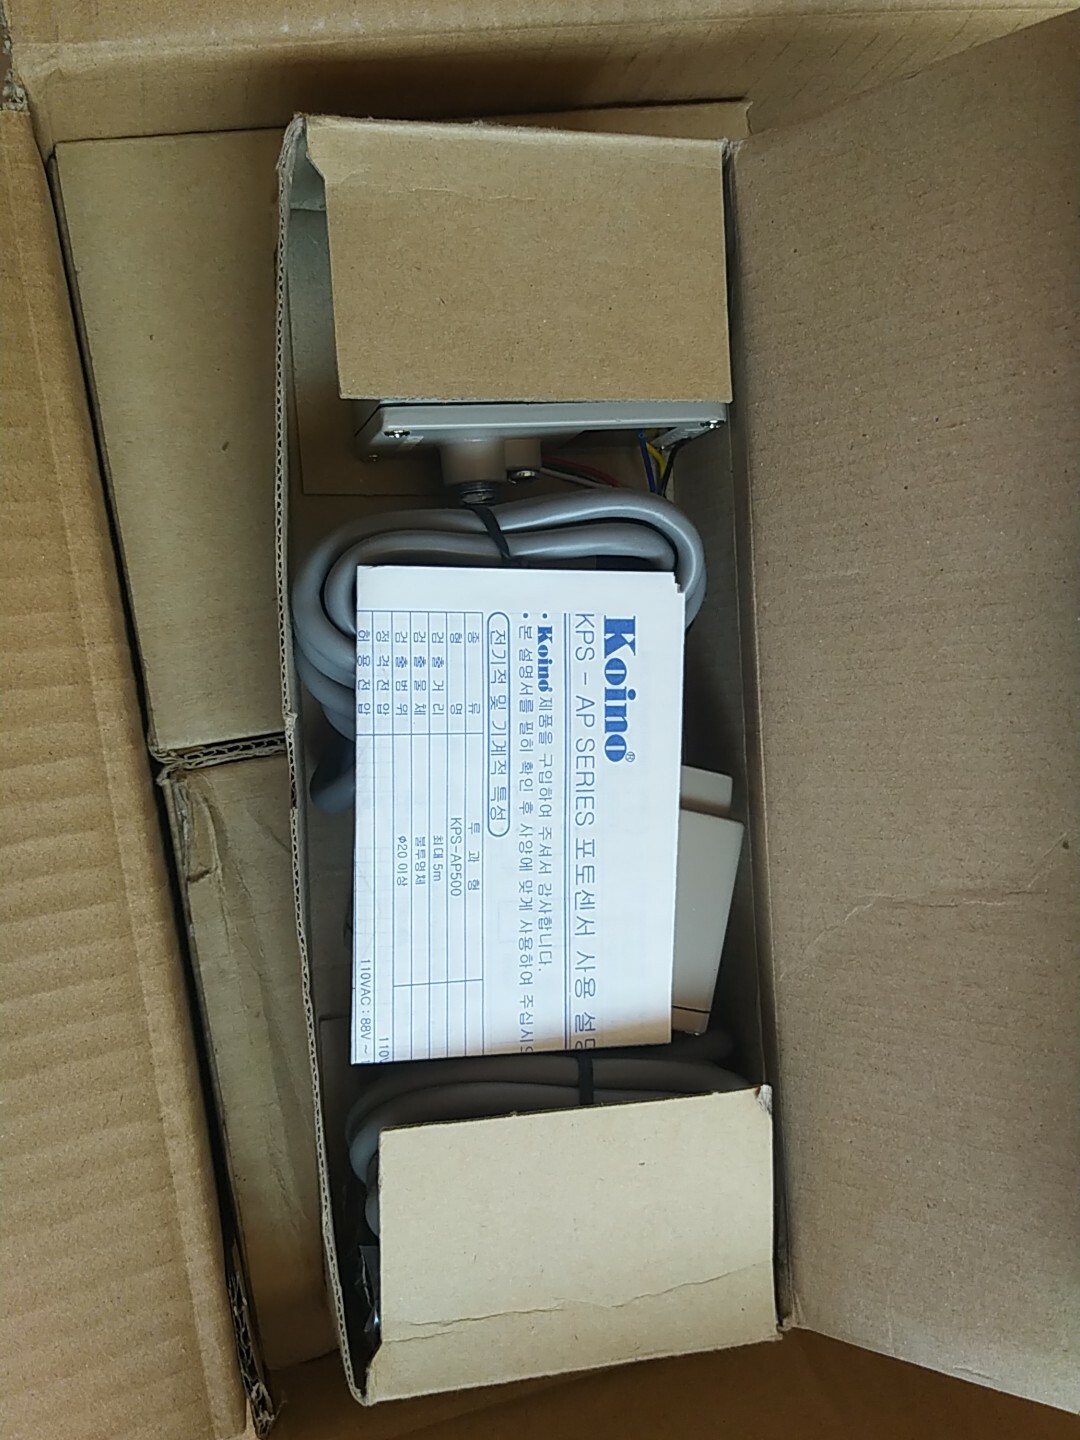 Koino®
KPS-AP SERIES 포토센서 사용 설
• Koino® 제품을 구입하여 주셔서 감사합니다.
• 본 설명서를 필히 확인 후 사양에 맞게 사용하여 주십시오
전기적 및 기계적 특성
종 류 투 과 형
형 명 KPS-AP500
검 출 거 리 최대 5m
검 출 물 체 불투명체
검 출 범 위 Φ20 이상
정 격 전 압 110V
허 용 전 압 110VAC : 88V ~